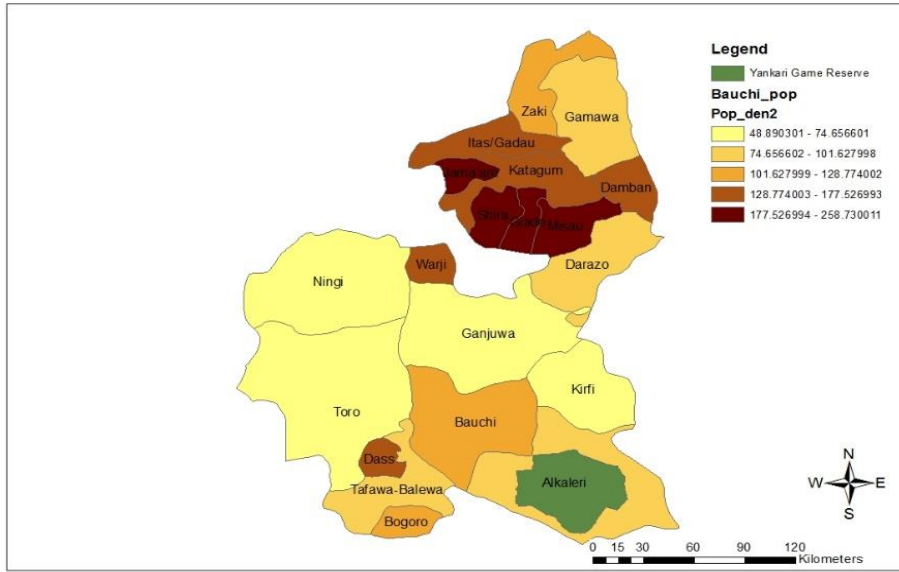 Legend
Yankari Game Reserve
Bauchi_pop
Pop_den2
48.890301 - 74.656601
74.656602 - 101.627998
101.627999 - 128.774002
128.774003 - 177.526993
177.526994 - 258.730011
Zaki
Gamawa
Itas/Gadau
Jama'are
Katagum
Damban
Shira
Misau
Darazo
Warji
Ningi
Ganjuwa
Kirfi
Toro
Bauchi
Dass
Alkaleri
Tafawa-Balewa
Bogoro
N
W
E
S
0 15 30 60 90 120
Kilometers